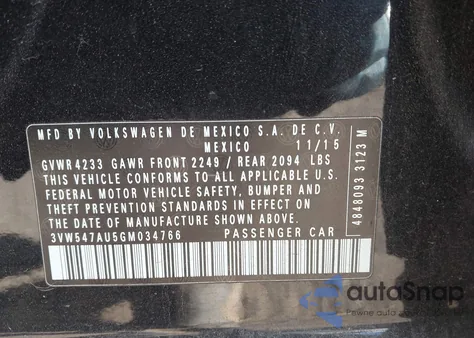 MFD BY VOLKSWAGEN DE MEXICO S.A. DE C.V.
MEXICO 11/15
GVWR 4233 GAWR FRONT 2249 / REAR 2094 LBS
THIS VEHICLE CONFORMS TO ALL APPLICABLE U.S.
FEDERAL MOTOR VEHICLE SAFETY, BUMPER AND
THEFT PREVENTION STANDARDS IN EFFECT ON
THE DATE OF MANUFACTURE SHOWN ABOVE.
3VW547AU5GM034766 PASSENGER CAR
4848093 3123 M
autoSnap